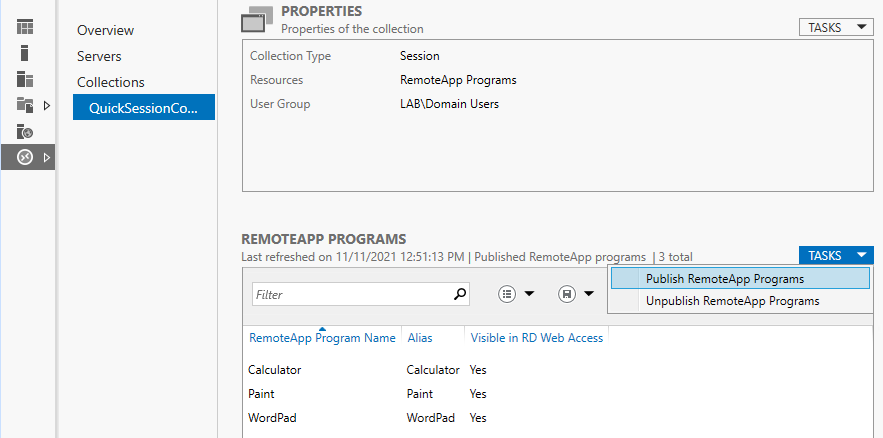 Overview
Servers
Collections
QuickSessionCo...
PROPERTIES
Properties of the collection
TASKS
Collection Type Session
Resources RemoteApp Programs
User Group LAB\Domain Users
REMOTEAPP PROGRAMS
Last refreshed on 11/11/2021 12:51:13 PM | Published RemoteApp programs | 3 total
TASKS
Publish RemoteApp Programs
Unpublish RemoteApp Programs
Filter
RemoteApp Program Name Alias Visible in RD Web Access
Calculator Calculator Yes
Paint Paint Yes
WordPad WordPad Yes